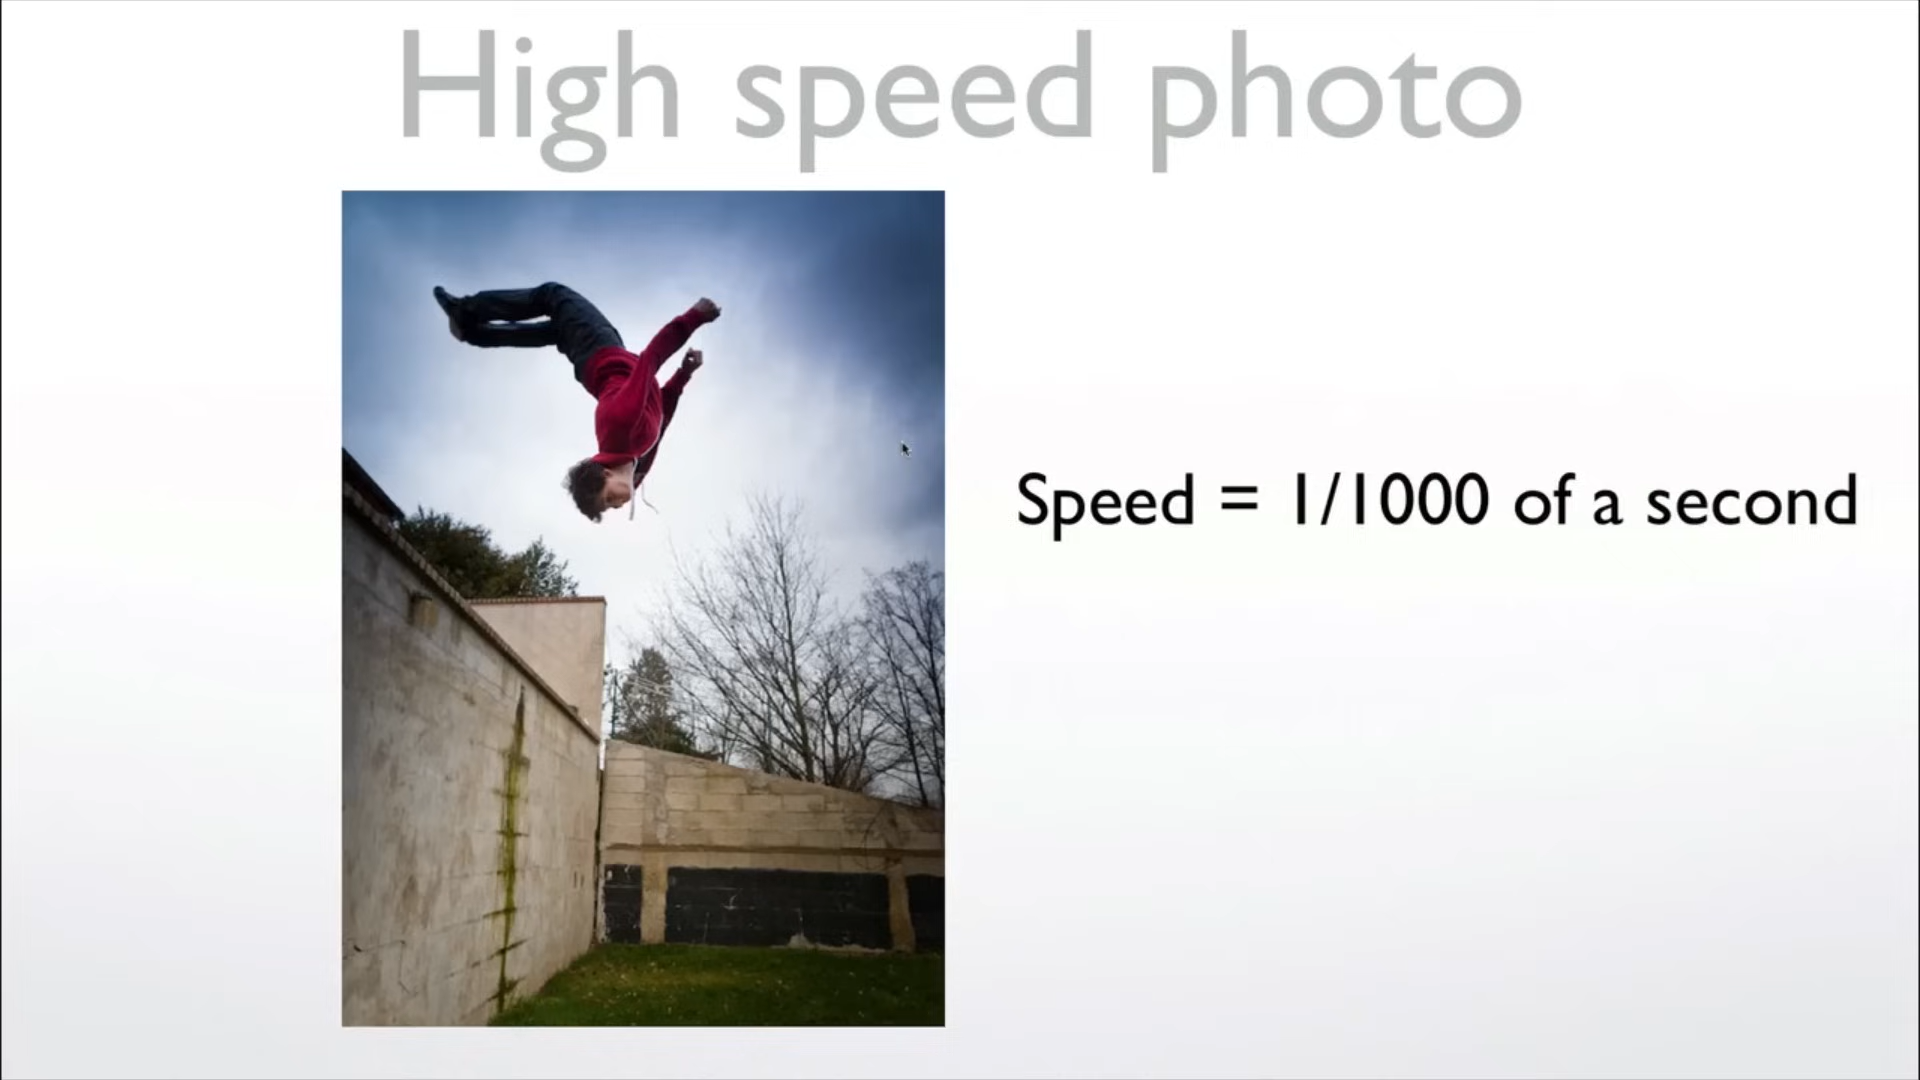 High speed photo
Speed = 1/1000 of a second